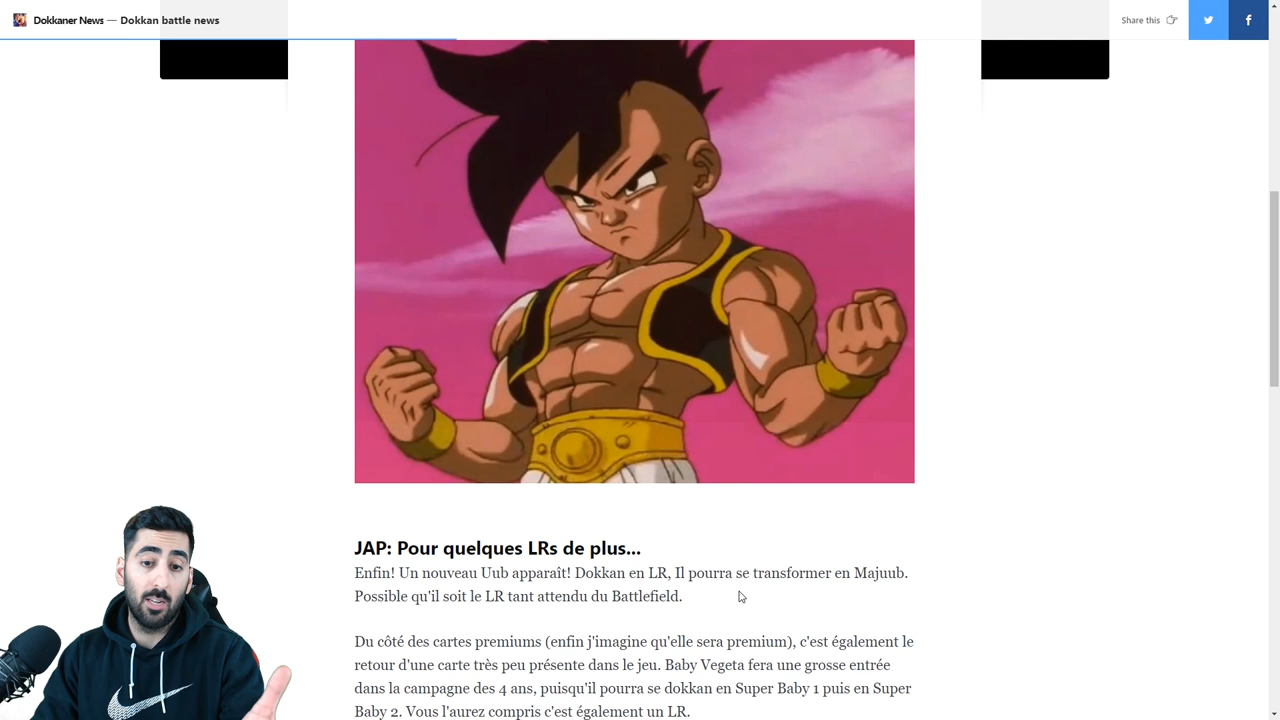 Dokkaner News — Dokkan battle news
Share this
JAP: Pour quelques LRs de plus...
Enfin! Un nouveau Uub apparaît! Dokkan en LR, Il pourra se transformer en Majuub.
Possible qu'il soit le LR tant attendu du Battlefield.
Du côté des cartes premiums (enfin j'imagine qu'elle sera premium), c'est également le
retour d'une carte très peu présente dans le jeu. Baby Vegeta fera une grosse entrée
dans la campagne des 4 ans, puisqu'il pourra se dokkan en Super Baby 1 puis en Super
Baby 2. Vous l'aurez compris c'est également un LR.